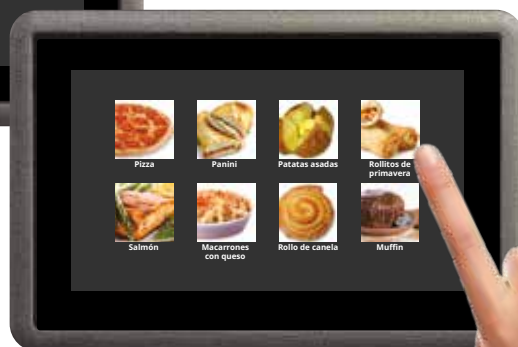 Pizza
Panini
Patatas asadas
Rollitos de
primavera
Salmón
Macarrones
con queso
Rollo de canela
Muffin